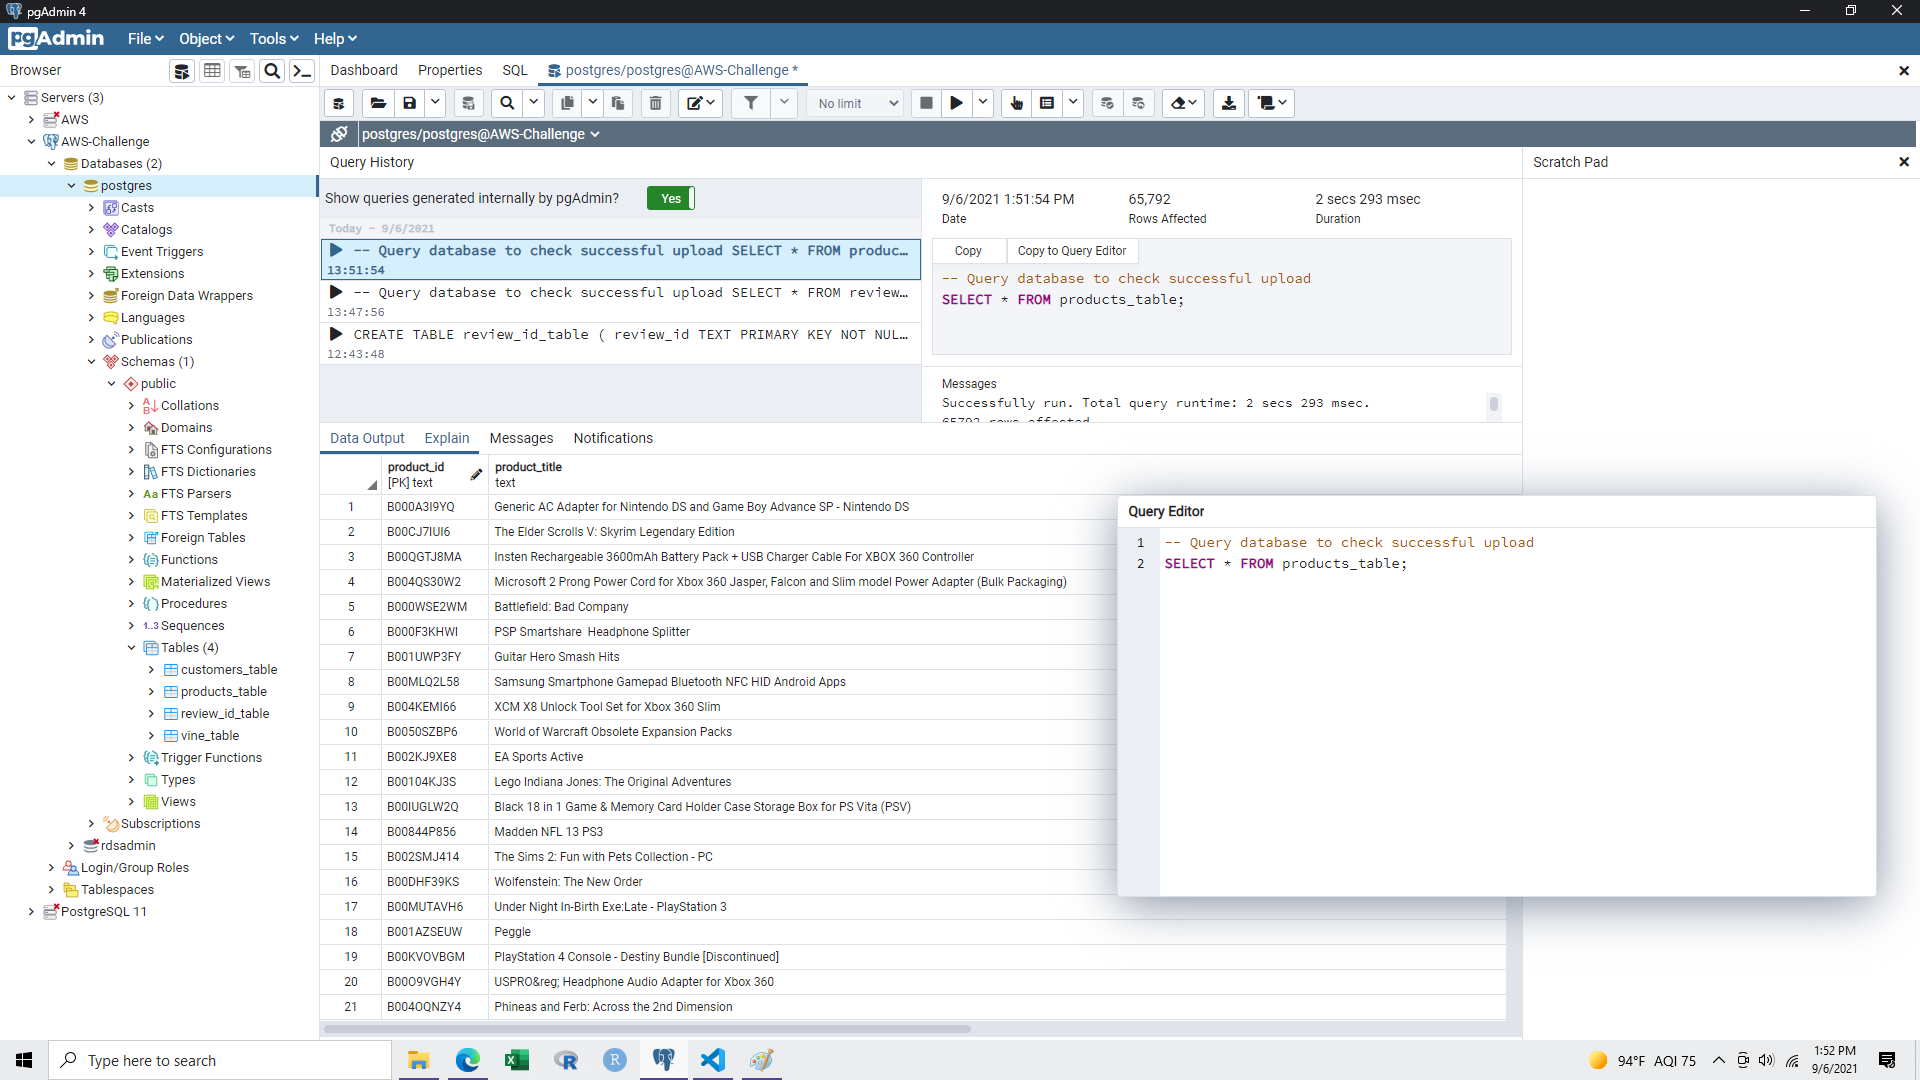 pgAdmin 4
pgAdmin File Object Tools Help
Browser
Dashboard Properties SQL postgres/postgres@AWS-Challenge *
No limit
postgres/postgres@AWS-Challenge
Servers (3)
AWS
AWS-Challenge
Databases (2)
postgres
Casts
Catalogs
Event Triggers
Extensions
Foreign Data Wrappers
Languages
Publications
Schemas (1)
public
Collations
Domains
FTS Configurations
FTS Dictionaries
Aa FTS Parsers
FTS Templates
Foreign Tables
Functions
Materialized Views
Procedures
1..3 Sequences
Tables (4)
customers_table
products_table
review_id_table
vine_table
Trigger Functions
Types
Views
Subscriptions
rdsadmin
Login/Group Roles
Tablespaces
PostgreSQL 11
Query History
Show queries generated internally by pgAdmin? Yes
Today - 9/6/2021
-- Query database to check successful upload SELECT * FROM produc...
13:51:54
-- Query database to check successful upload SELECT * FROM review...
13:47:56
CREATE TABLE review_id_table ( review_id TEXT PRIMARY KEY NOT NUL...
12:43:48
9/6/2021 1:51:54 PM 65,792 2 secs 293 msec
Date Rows Affected Duration
Copy Copy to Query Editor
-- Query database to check successful upload
SELECT * FROM products_table;
Messages
Successfully run. Total query runtime: 2 secs 293 msec.
65792 rows affected
Scratch Pad
Data Output Explain Messages Notifications
product_id product_title
[PK] text text
1 B000A3I9YQ Generic AC Adapter for Nintendo DS and Game Boy Advance SP - Nintendo DS
2 B00CJ7IUI6 The Elder Scrolls V: Skyrim Legendary Edition
3 B00QGTJ8MA Insten Rechargeable 3600mAh Battery Pack + USB Charger Cable For XBOX 360 Controller
4 B004QS30W2 Microsoft 2 Prong Power Cord for Xbox 360 Jasper, Falcon and Slim model Power Adapter (Bulk Packaging)
5 B000WSE2WM Battlefield: Bad Company
6 B000F3KHWI PSP Smartshare  Headphone Splitter
7 B001UWP3FY Guitar Hero Smash Hits
8 B00MLQ2L58 Samsung Smartphone Gamepad Bluetooth NFC HID Android Apps
9 B004KEMI66 XCM X8 Unlock Tool Set for Xbox 360 Slim
10 B0050SZBP6 World of Warcraft Obsolete Expansion Packs
11 B002KJ9XE8 EA Sports Active
12 B00104KJ3S Lego Indiana Jones: The Original Adventures
13 B00IUGLW2Q Black 18 in 1 Game & Memory Card Holder Case Storage Box for PS Vita (PSV)
14 B00844P856 Madden NFL 13 PS3
15 B002SMJ414 The Sims 2: Fun with Pets Collection - PC
16 B00DHF39KS Wolfenstein: The New Order
17 B00MUTAVH6 Under Night In-Birth Exe:Late - PlayStation 3
18 B001AZSEUW Peggle
19 B00KVOVBGM PlayStation 4 Console - Destiny Bundle [Discontinued]
20 B00O9VGH4Y USPRO&reg; Headphone Audio Adapter for Xbox 360
21 B004OQNZY4 Phineas and Ferb: Across the 2nd Dimension
Query Editor
1 -- Query database to check successful upload
2 SELECT * FROM products_table;
Type here to search
94°F AQI 75
1:52 PM
9/6/2021